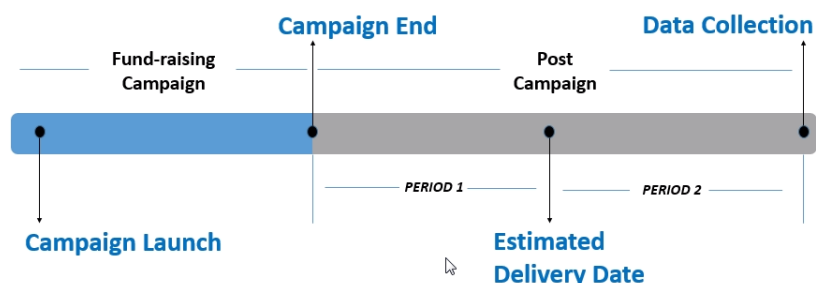 Campaign End
Data Collection
Fund-raising
Campaign
Post
Campaign
PERIOD 1
PERIOD 2
Campaign Launch
Estimated
Delivery Date